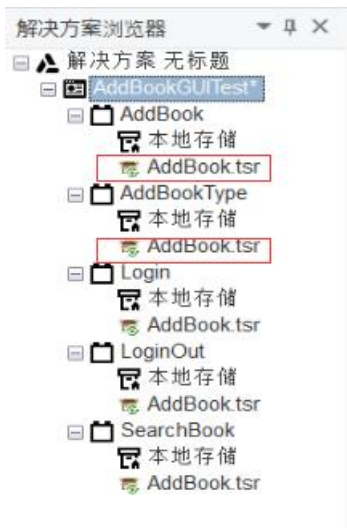 解决方案浏览器
解决方案 无标题
AddBookGUITest*
AddBook
本地存储
AddBook.tsr
AddBookType
本地存储
AddBook.tsr
Login
本地存储
AddBook.tsr
LoginOut
本地存储
AddBook.tsr
SearchBook
本地存储
AddBook.tsr